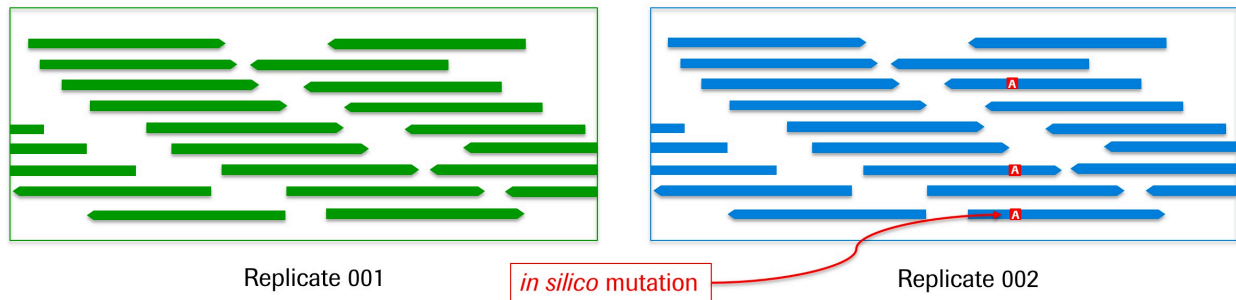 A
A
A
Replicate 001
in silico mutation
Replicate 002